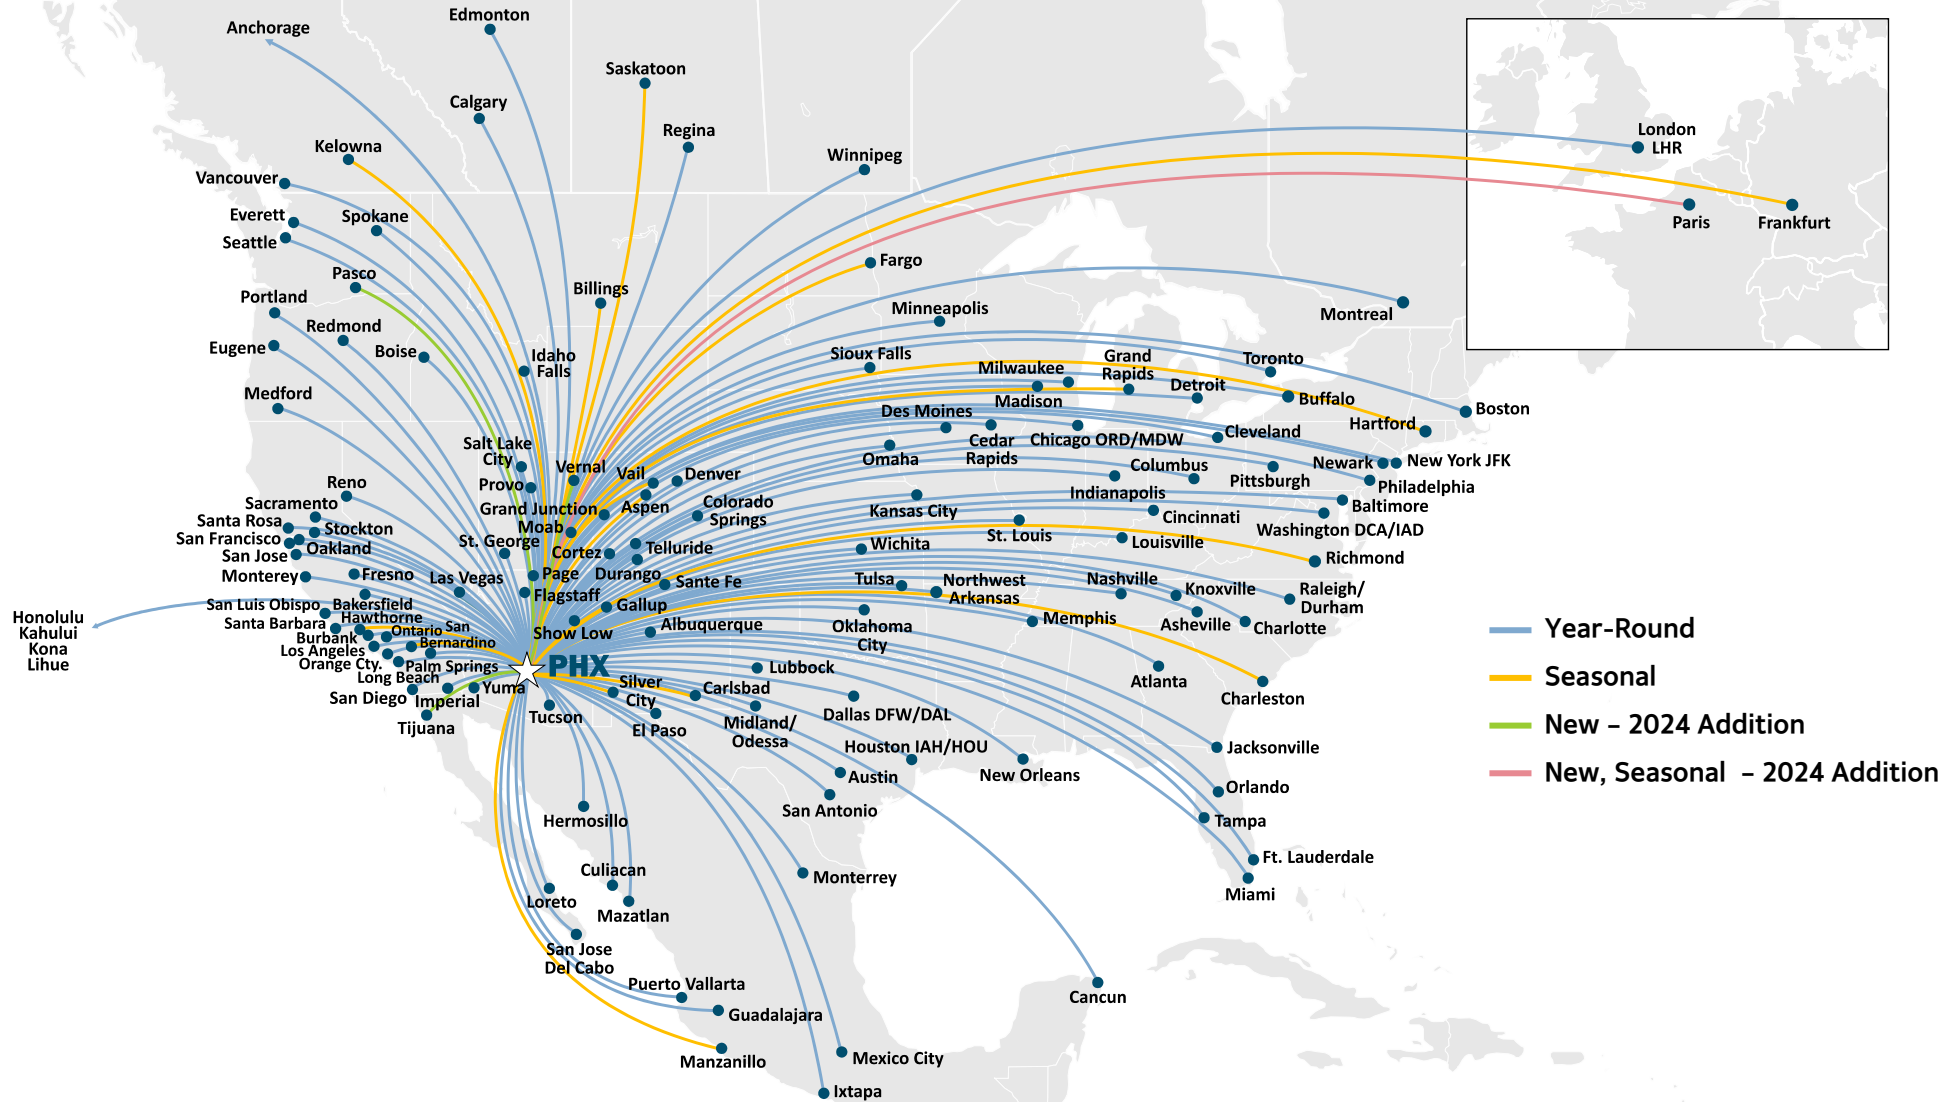 Edmonton
Anchorage
Saskatoon
Calgary
Regina
Kelowna
Winnipeg
London
LHR
Vancouver
Everett
Spokane
Seattle
Paris
Frankfurt
Pasco
Fargo
Portland
Billings
Redmond
Minneapolis
Montreal
Eugene
Boise
Idaho
Falls
Sioux Falls
Milwaukee
Grand
Rapids
Toronto
Detroit
Medford
Madison
Buffalo
Des Moines
Boston
Hartford
Salt Lake
City
Cedar
Rapids
Chicago ORD/MDW
Cleveland
Omaha
Vernal
Vail
Denver
Columbus
Newark
New York JFK
Reno
Provo
Pittsburgh
Philadelphia
Indianapolis
Sacramento
Grand Junction
Aspen
Colorado
Springs
Kansas City
Baltimore
Santa Rosa
Stockton
Moab
Cincinnati
Washington DCA/IAD
San Francisco
St. George
St. Louis
San Jose
Oakland
Cortez
Telluride
Wichita
Louisville
Richmond
Monterey
Fresno
Las Vegas
Page
Durango
Sante Fe
Tulsa
Northwest
Arkansas
Nashville
Knoxville
Raleigh/
Durham
Flagstaff
San Luis Obispo
Bakersfield
Gallup
Honolulu
Kahului
Kona
Lihue
Santa Barbara
Hawthorne
Show Low
Albuquerque
Oklahoma
City
Memphis
Asheville
Charlotte
Burbank
Ontario
San
Bernardino
Los Angeles
Orange Cty.
Palm Springs
PHX
Lubbock
Long Beach
Atlanta
San Diego
Imperial
Yuma
Silver
City
Carlsbad
Charleston
Tijuana
Tucson
El Paso
Midland/
Odessa
Dallas DFW/DAL
Houston IAH/HOU
Jacksonville
Austin
New Orleans
Orlando
San Antonio
Hermosillo
Tampa
Ft. Lauderdale
Culiacan
Monterrey
Miami
Loreto
Mazatlan
San Jose
Del Cabo
Puerto Vallarta
Cancun
Guadalajara
Manzanillo
Mexico City
Ixtapa
Year-Round
Seasonal
New – 2024 Addition
New, Seasonal – 2024 Addition